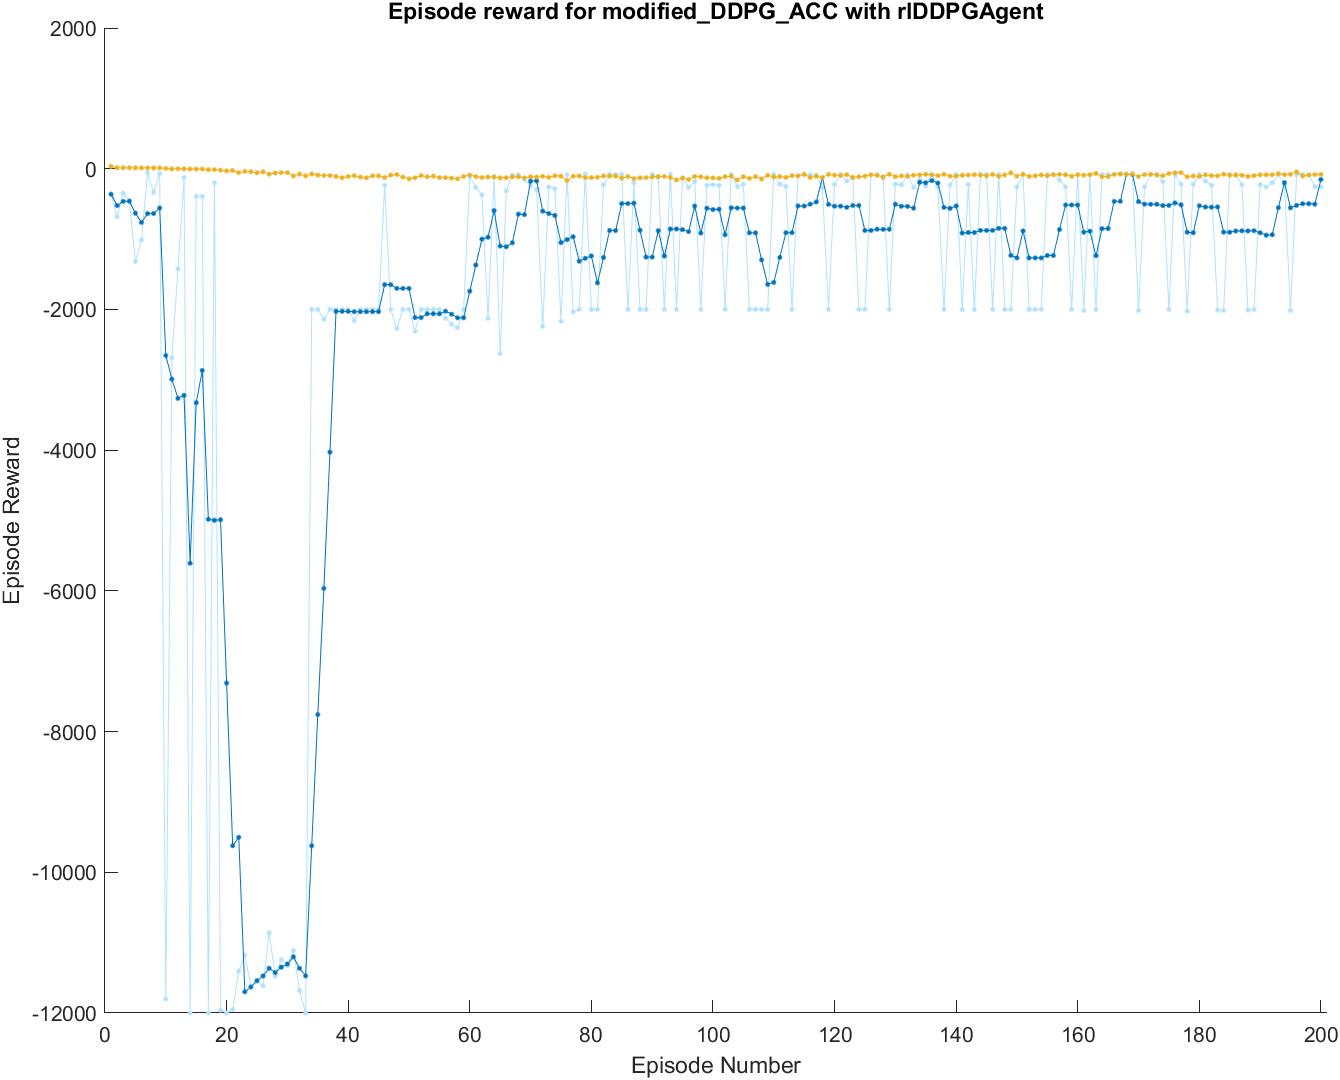 Episode reward for modified_DDPG_ACC with rlDDPGAgent
2000
0
-2000
-4000
-6000
-8000
-10000
-12000
Episode Reward
0 20 40 60 80 100 120 140 160 180 200
Episode Number